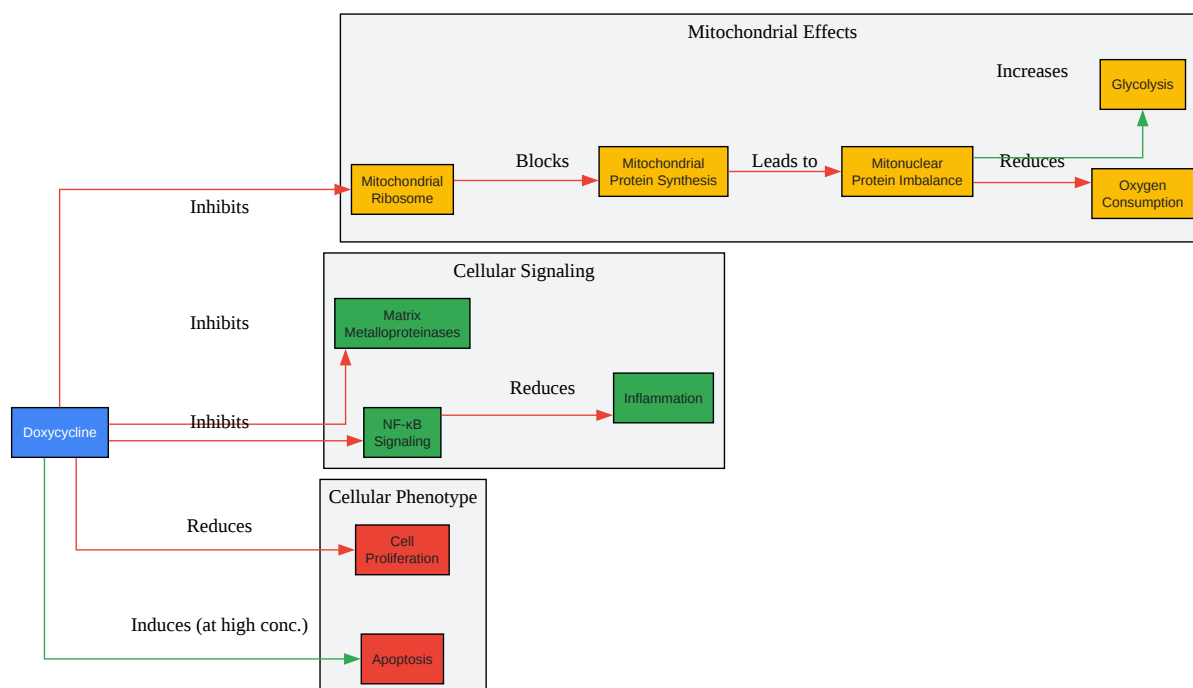 Mitochondrial Effects
Increases
Glycolysis
Blocks
Mitochondrial
Protein Synthesis
Leads to
Mitonuclear
Protein Imbalance
Reduces
Mitochondrial
Ribosome
Oxygen
Consumption
Inhibits
Cellular Signaling
Inhibits
Matrix
Metalloproteinases
Reduces
Inflammation
Doxycycline
Inhibits
NF-κB
Signaling
Cellular Phenotype
Reduces
Cell
Proliferation
Induces (at high conc.)
Apoptosis